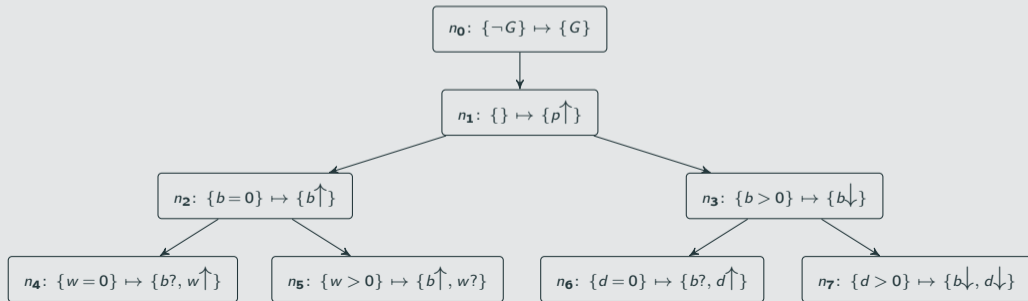 n₀: {¬G} ↦ {G}
n₁: {} ↦ {p↑}
n₂: {b = 0} ↦ {b↑}
n₃: {b > 0} ↦ {b↓}
n₄: {w = 0} ↦ {b?, w↑}
n₅: {w > 0} ↦ {b↑, w?}
n₆: {d = 0} ↦ {b?, d↑}
n₇: {d > 0} ↦ {b↓, d↓}